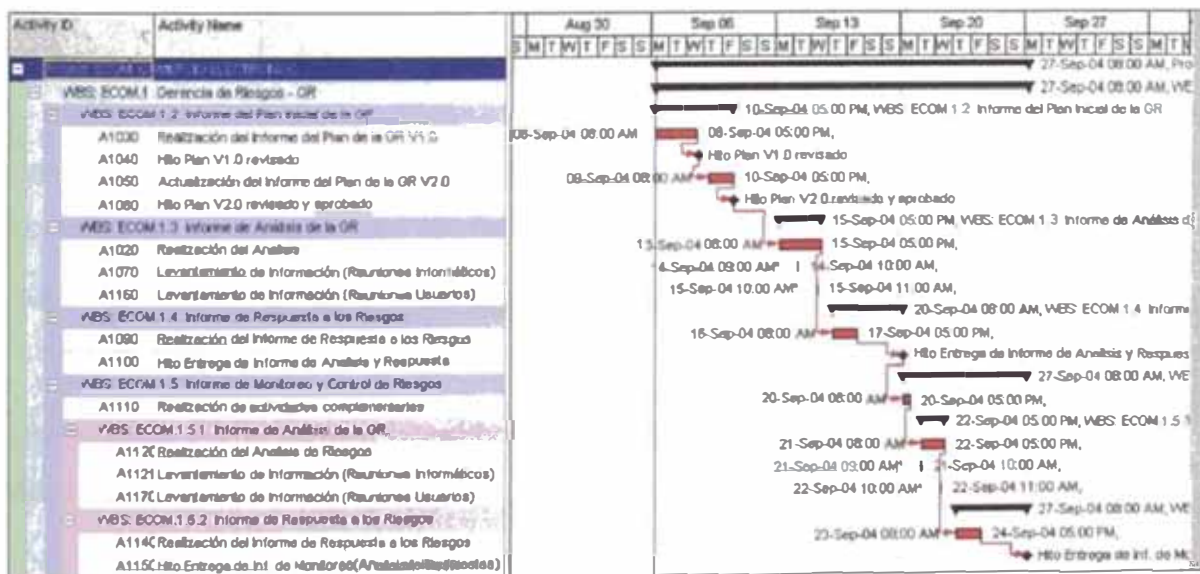 Activity ID Activity Name Aug 30 Sep 06 Sep 13 Sep 20 Sep 27
S M T W T F S S M T W T F S S M T W T F S S M T W T F S S M T W T F S S M T
27-Sep-04 08:00 AM, Pro
WBS: ECOM.1 Gerencia de Riesgos - GR 27-Sep-04 08:00 AM, WE
WBS: ECOM.1.2 Informe del Plan Inicial de la GR 10-Sep-04 05:00 PM, WBS: ECOM 1.2 Informe del Plan Inicial de la GR
A1030 Realización del Informe del Plan de la GR V1.0 06-Sep-04 08:00 AM 08-Sep-04 05:00 PM,
A1040 Hito Plan V1.0 revisado Hito Plan V1.0 revisado
A1050 Actualización del Informe del Plan de la GR V2.0 09-Sep-04 08:00 AM 10-Sep-04 05:00 PM,
A1060 Hito Plan V2.0 revisado y aprobado Hito Plan V2.0 revisado y aprobado
WBS: ECOM.1.3 Informe de Análisis de la GR 15-Sep-04 05:00 PM, WBS: ECOM 1.3 Informe de Análisis d
A1020 Realización del Analisis 13-Sep-04 08:00 AM 15-Sep-04 05:00 PM,
A1070 Levantamiento de Información (Reuniones Informáticos) 4-Sep-04 09:00 AM* 14-Sep-04 10:00 AM,
A1160 Levantamiento de Información (Reuniones Usuarios) 15-Sep-04 10:00 AM* 15-Sep-04 11:00 AM,
WBS: ECOM.1.4 Informe de Respuesta a los Riesgos 20-Sep-04 08:00 AM, WBS: ECOM 1.4 Inform
A1090 Realización del Informe de Respuesta a los Riesgos 16-Sep-04 08:00 AM 17-Sep-04 05:00 PM,
A1100 Hito Entrega de Informe de Analisis y Respuesta Hito Entrega de Informe de Analisis y Respues
WBS: ECOM.1.5 Informe de Monitoreo y Control de Riesgos 27-Sep-04 08:00 AM, WE
A1110 Realización de actividades complementarias 20-Sep-04 08:00 AM 20-Sep-04 05:00 PM,
WBS: ECOM.1.5.1 Informe de Análisis de la GR, 22-Sep-04 05:00 PM, WBS: ECOM 1.5
A1120 Realización del Analisis de Riesgos 21-Sep-04 08:00 AM 22-Sep-04 05:00 PM,
A1121 Levantamiento de Información (Reuniones Informáticos) 21-Sep-04 09:00 AM* 21-Sep-04 10:00 AM,
A1170 Levantamiento de Información (Reuniones Usuarios) 22-Sep-04 10:00 AM* 22-Sep-04 11:00 AM,
WBS: ECOM.1.5.2 Informe de Respuesta a los Riesgos 27-Sep-04 08:00 AM, WE
A1140 Realización del Informe de Respuesta a los Riesgos 23-Sep-04 08:00 AM 24-Sep-04 05:00 PM,
A1150 Hito Entrega de Inf. de Monitoreo Hito Entrega de Inf. de Mo